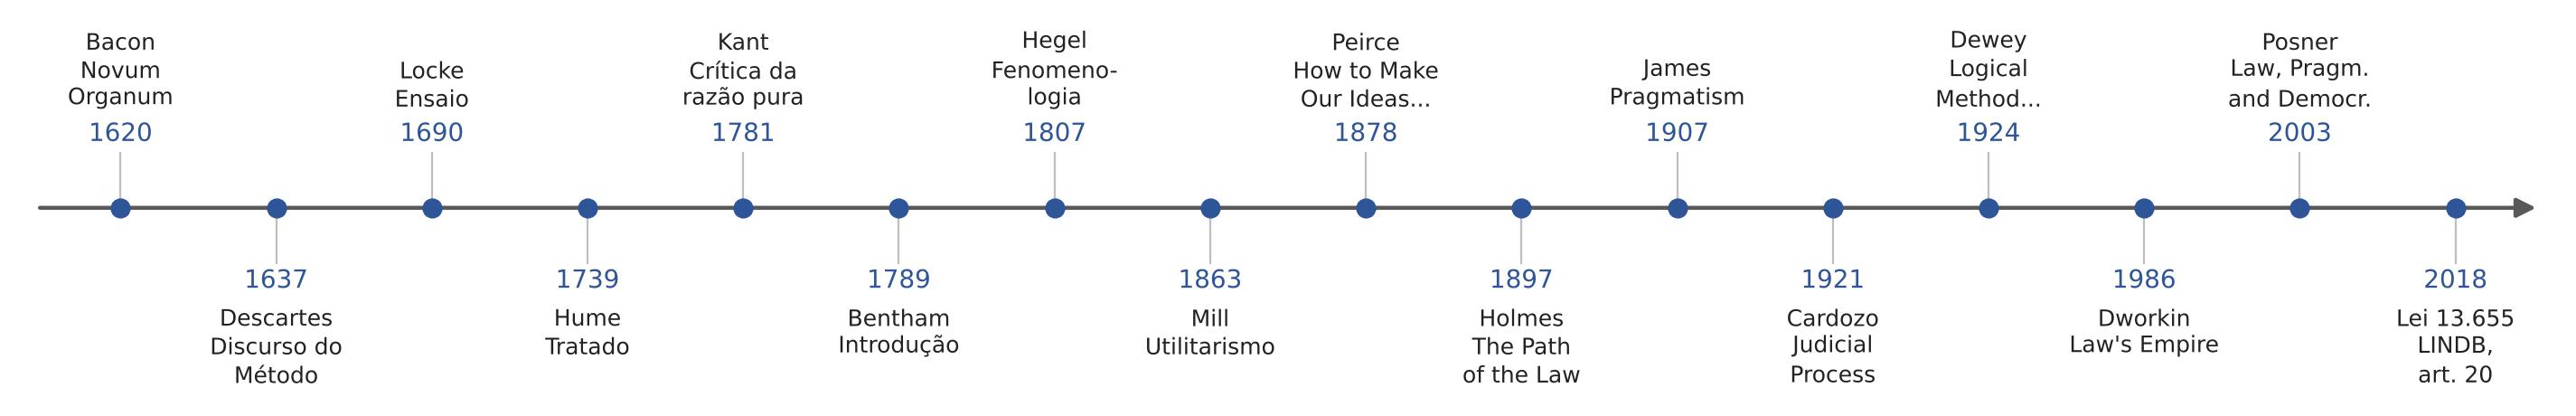 Bacon
Novum
Organum
1620
Locke
Ensaio
1690
Kant
Crítica da
razão pura
1781
Hegel
Fenomeno-
logia
1807
Peirce
How to Make
Our Ideas...
1878
James
Pragmatism
1907
Dewey
Logical
Method...
1924
Posner
Law, Pragm.
and Democr.
2003
1637
Descartes
Discurso do
Método
1739
Hume
Tratado
1789
Bentham
Introdução
1863
Mill
Utilitarismo
1897
Holmes
The Path
of the Law
1921
Cardozo
Judicial
Process
1986
Dworkin
Law's Empire
2018
Lei 13.655
LINDB,
art. 20